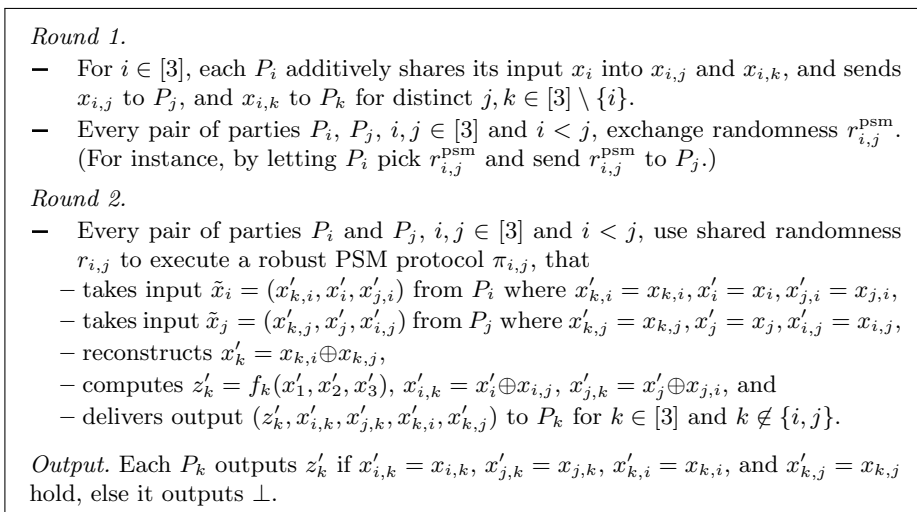 Round 1.
– For i ∈ [3], each P_i additively shares its input x_i into x_{i,j} and x_{i,k}, and sends
x_{i,j} to P_j, and x_{i,k} to P_k for distinct j, k ∈ [3] \ {i}.
– Every pair of parties P_i, P_j, i, j ∈ [3] and i < j, exchange randomness r_{i,j}^{psm}.
(For instance, by letting P_i pick r_{i,j}^{psm} and send r_{i,j}^{psm} to P_j.)
Round 2.
– Every pair of parties P_i and P_j, i, j ∈ [3] and i < j, use shared randomness
r_{i,j} to execute a robust PSM protocol π_{i,j}, that
– takes input x̃_i = (x′_{k,i}, x′_i, x′_{j,i}) from P_i where x′_{k,i} = x_{k,i}, x′_i = x_i, x′_{j,i} = x_{j,i},
– takes input x̃_j = (x′_{k,j}, x′_j, x′_{i,j}) from P_j where x′_{k,j} = x_{k,j}, x′_j = x_j, x′_{i,j} = x_{i,j},
– reconstructs x′_k = x_{k,i}⊕x_{k,j},
– computes z′_k = f_k(x′_1, x′_2, x′_3), x′_{i,k} = x′_i⊕x_{i,j}, x′_{j,k} = x′_j⊕x_{j,i}, and
– delivers output (z′_k, x′_{i,k}, x′_{j,k}, x′_{k,i}, x′_{k,j}) to P_k for k ∈ [3] and k ∉ {i, j}.
Output. Each P_k outputs z′_k if x′_{i,k} = x_{i,k}, x′_{j,k} = x_{j,k}, x′_{k,i} = x_{k,i}, and x′_{k,j} = x_{k,j}
hold, else it outputs ⊥.